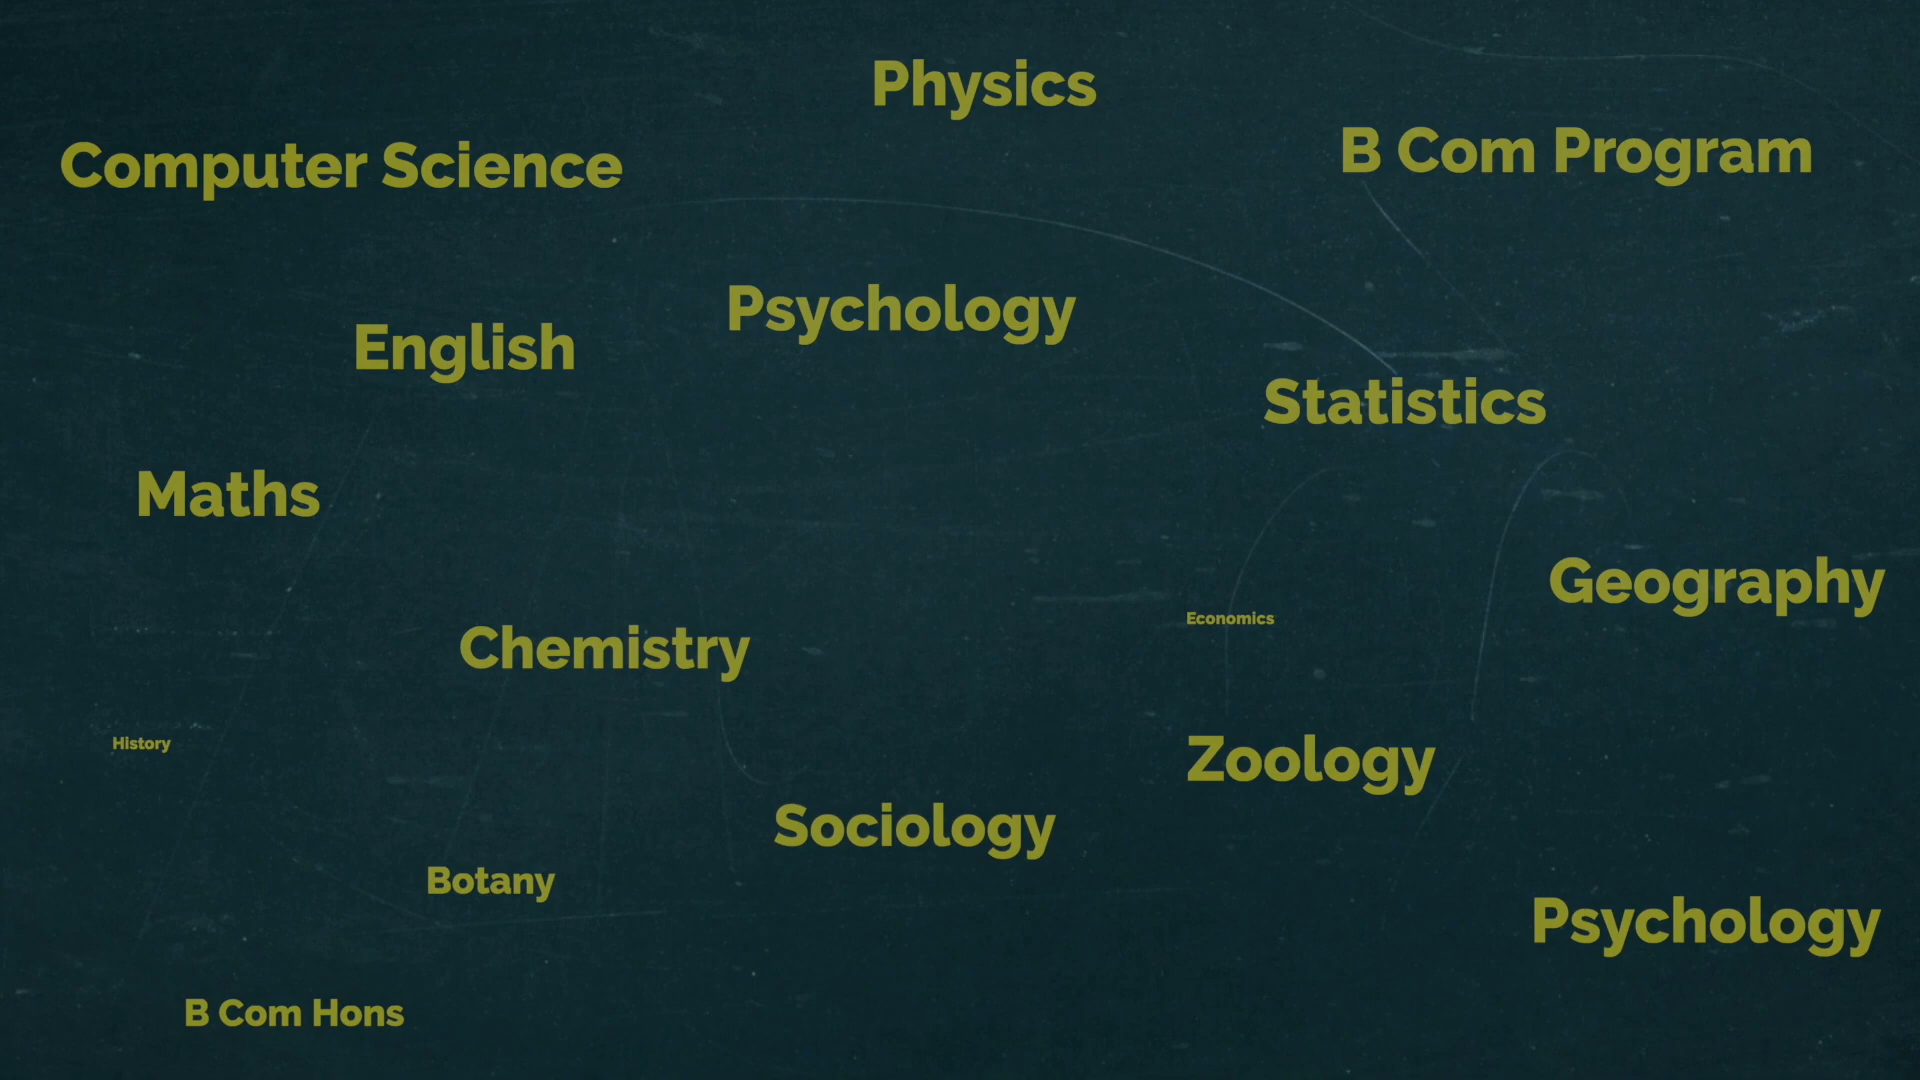 Physics
Computer Science
B Com Program
Psychology
English
Statistics
Maths
Geography
Economics
Chemistry
History
Zoology
Sociology
Botany
Psychology
B Com Hons